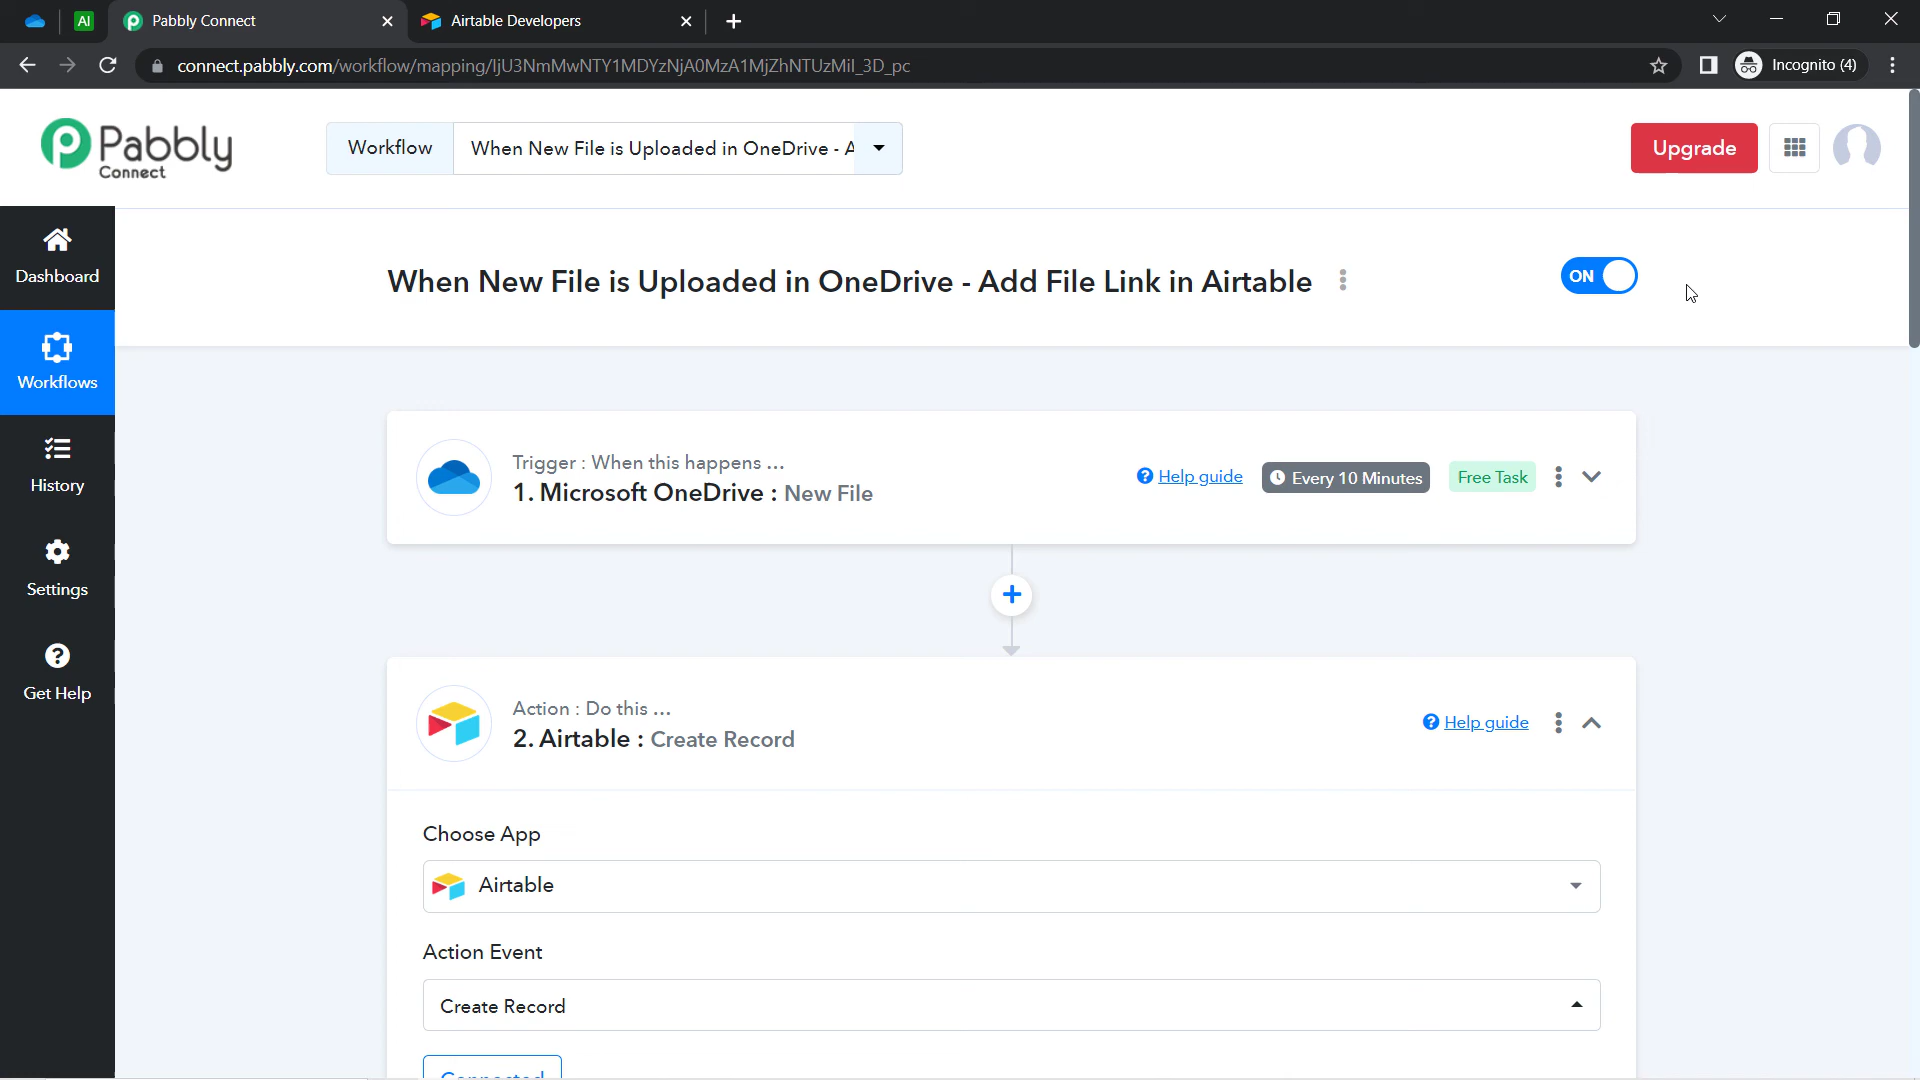 AI
Pabbly Connect
Airtable Developers
connect.pabbly.com/workflow/mapping/IjU3NmMwNTY1MDYzNjA0MzA1MjZhNTUzMiI_3D_pc
Incognito (4)
Pabbly
Connect
Workflow
When New File is Uploaded in OneDrive - A
Upgrade
Dashboard
Workflows
History
Settings
Get Help
When New File is Uploaded in OneDrive - Add File Link in Airtable
ON
Trigger : When this happens ...
1. Microsoft OneDrive : New File
Help guide
Every 10 Minutes
Free Task
Action : Do this ...
2. Airtable : Create Record
Help guide
Choose App
Airtable
Action Event
Create Record
Connected